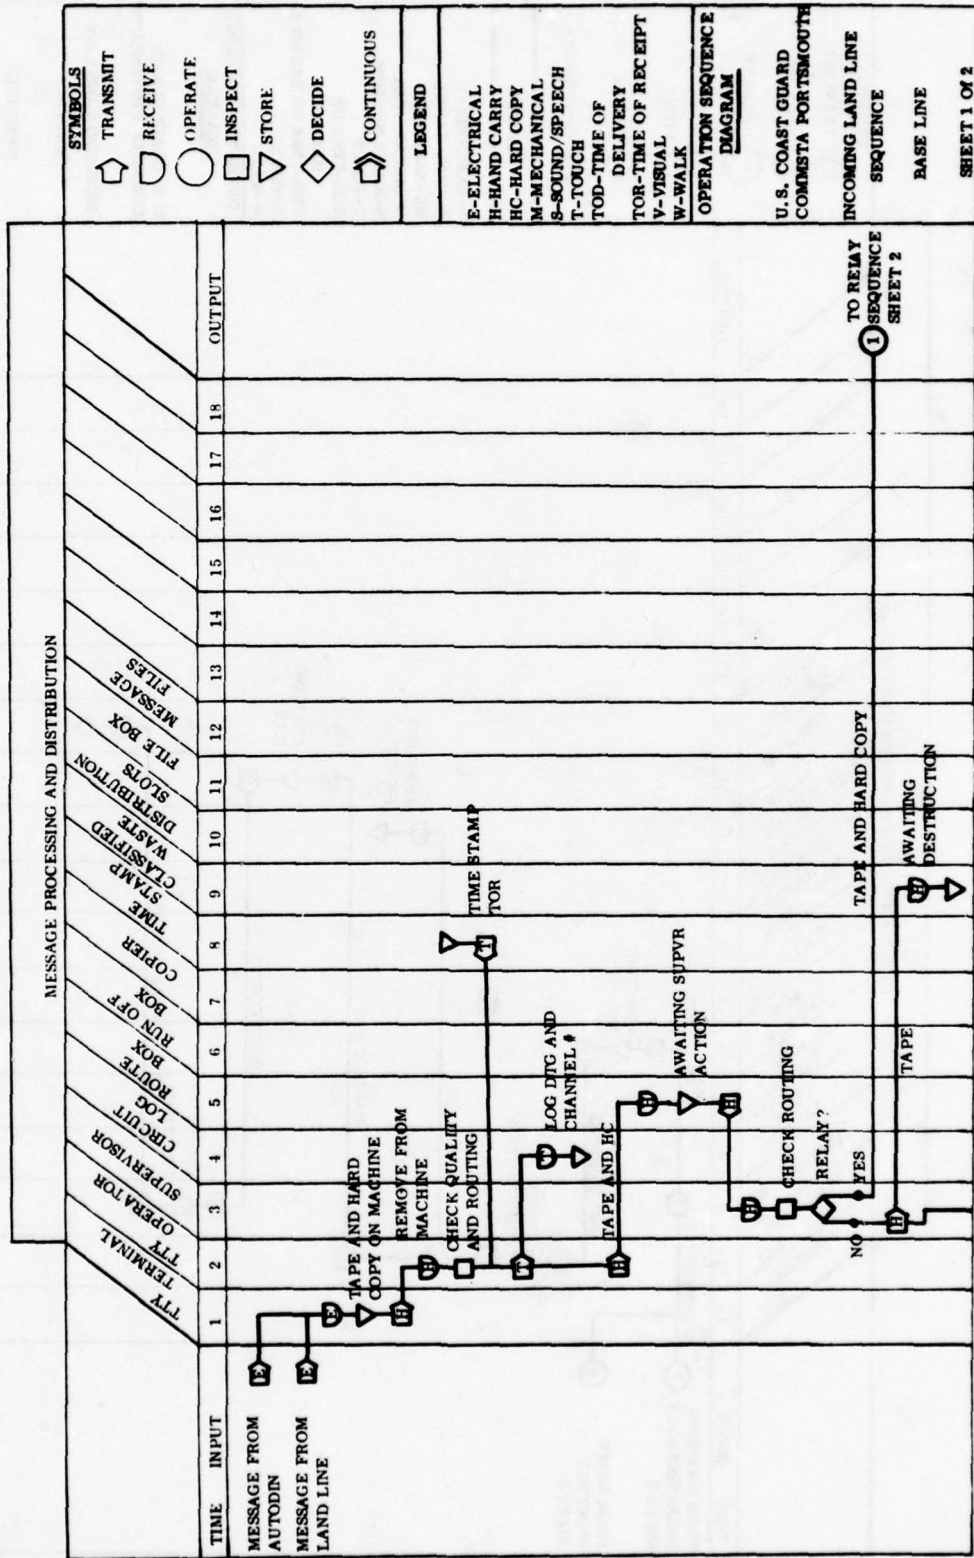 MESSAGE PROCESSING AND DISTRIBUTION
TTY TERMINAL
TTY OPERATOR
SUPERVISOR
CIRCUIT LOG
ROUTE BOX
RUN OFF BOX
COPIER
TIME STAMP
CLASSIFIED WASTE
DISTRIBUTION SLOTS
FILE BOX
MESSAGE FILES
TIME INPUT 1 2 3 4 5 6 7 8 9 10 11 12 13 14 15 16 17 18 OUTPUT
MESSAGE FROM
AUTODIN
E
MESSAGE FROM
LAND LINE
E
E
TAPE AND HARD
COPY ON MACHINE
H
REMOVE FROM
MACHINE
H
CHECK QUALITY
AND ROUTING
T
TIME STAMP
TOR
T
T
LOG DTG AND
CHANNEL #
TAPE AND HC
H
H
AWAITING SUPVR
ACTION
H
H
CHECK ROUTING
RELAY?
NO
YES
TAPE AND HARD COPY
1
TO RELAY
SEQUENCE
SHEET 2
H
TAPE
H
AWAITING
DESTRUCTION
SYMBOLS
TRANSMIT
RECEIVE
OPERATE
INSPECT
STORE
DECIDE
CONTINUOUS
LEGEND
E-ELECTRICAL
H-HAND CARRY
HC-HARD COPY
M-MECHANICAL
S-SOUND/SPEECH
T-TOUCH
TOD-TIME OF
DELIVERY
TOR-TIME OF RECEIPT
V-VISUAL
W-WALK
OPERATION SEQUENCE
DIAGRAM
U.S. COAST GUARD
COMMSTA PORTSMOUTH
INCOMING LAND LINE
SEQUENCE
BASE LINE
SHEET 1 OF 2